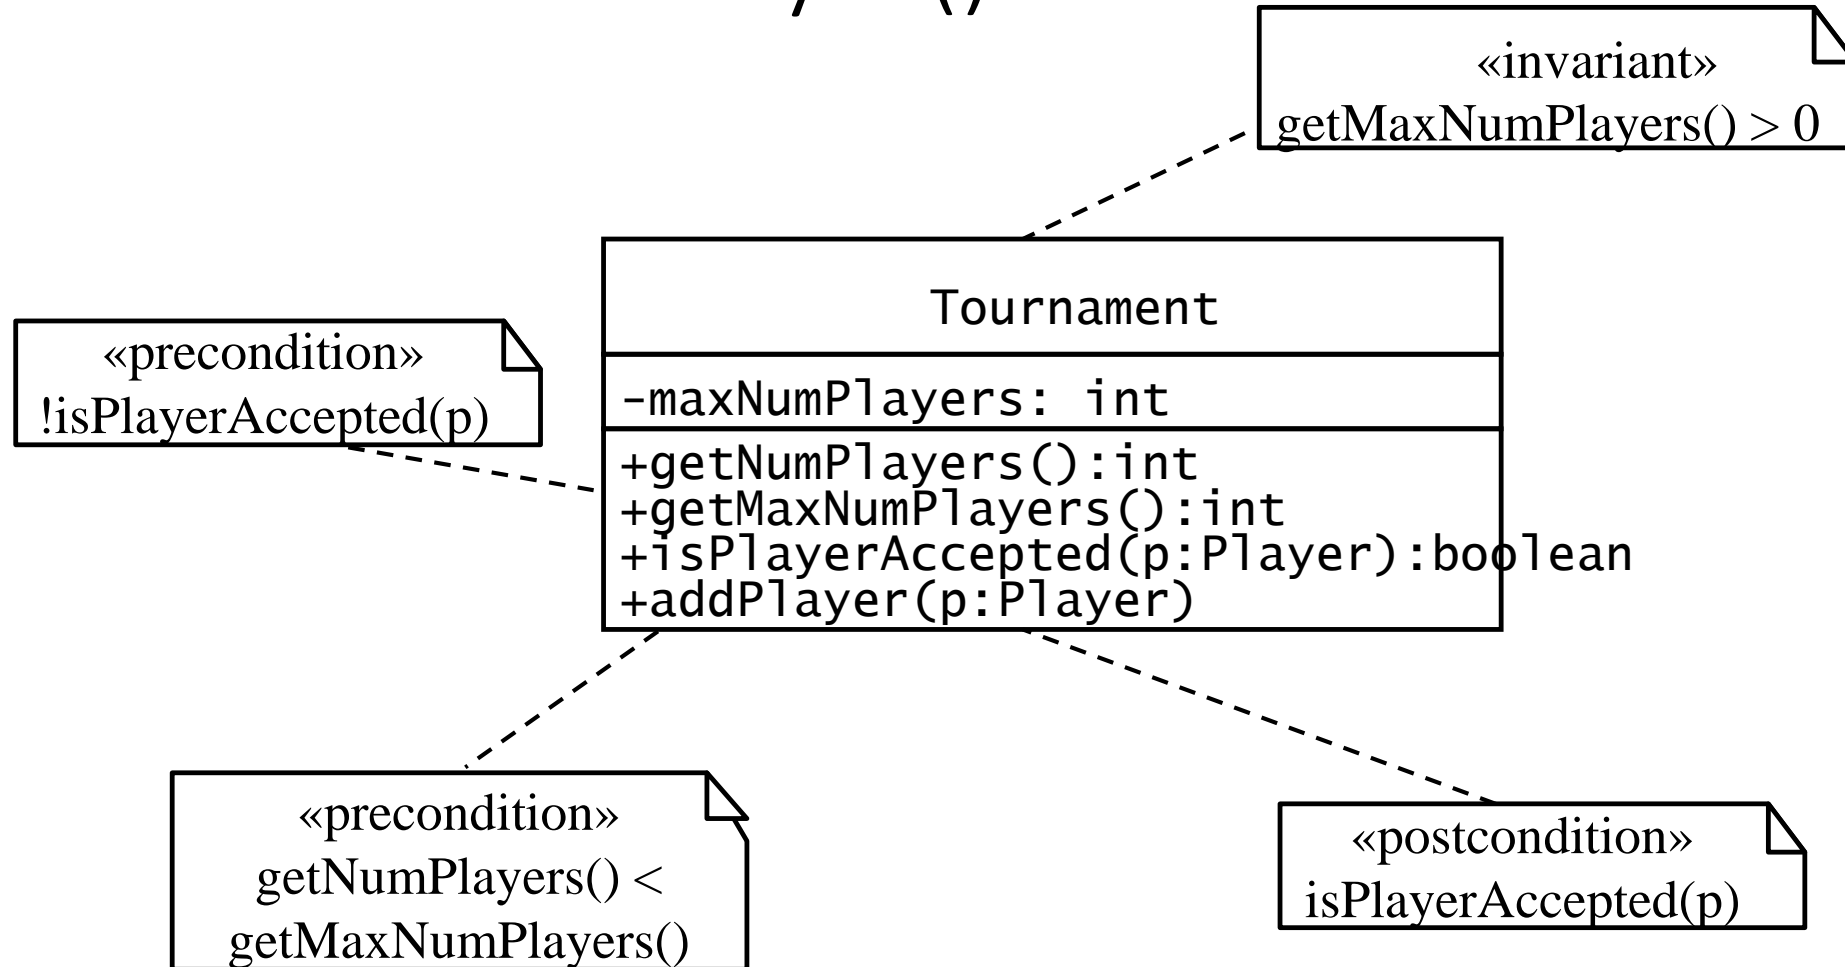 «invariant»
getMaxNumPlayers() > 0
Tournament
«precondition»
!isPlayerAccepted(p)
-maxNumPlayers: int
+getNumPlayers():int
+getMaxNumPlayers():int
+isPlayerAccepted(p:Player):boolean
+addPlayer(p:Player)
«precondition»
getNumPlayers() <
getMaxNumPlayers()
«postcondition»
isPlayerAccepted(p)